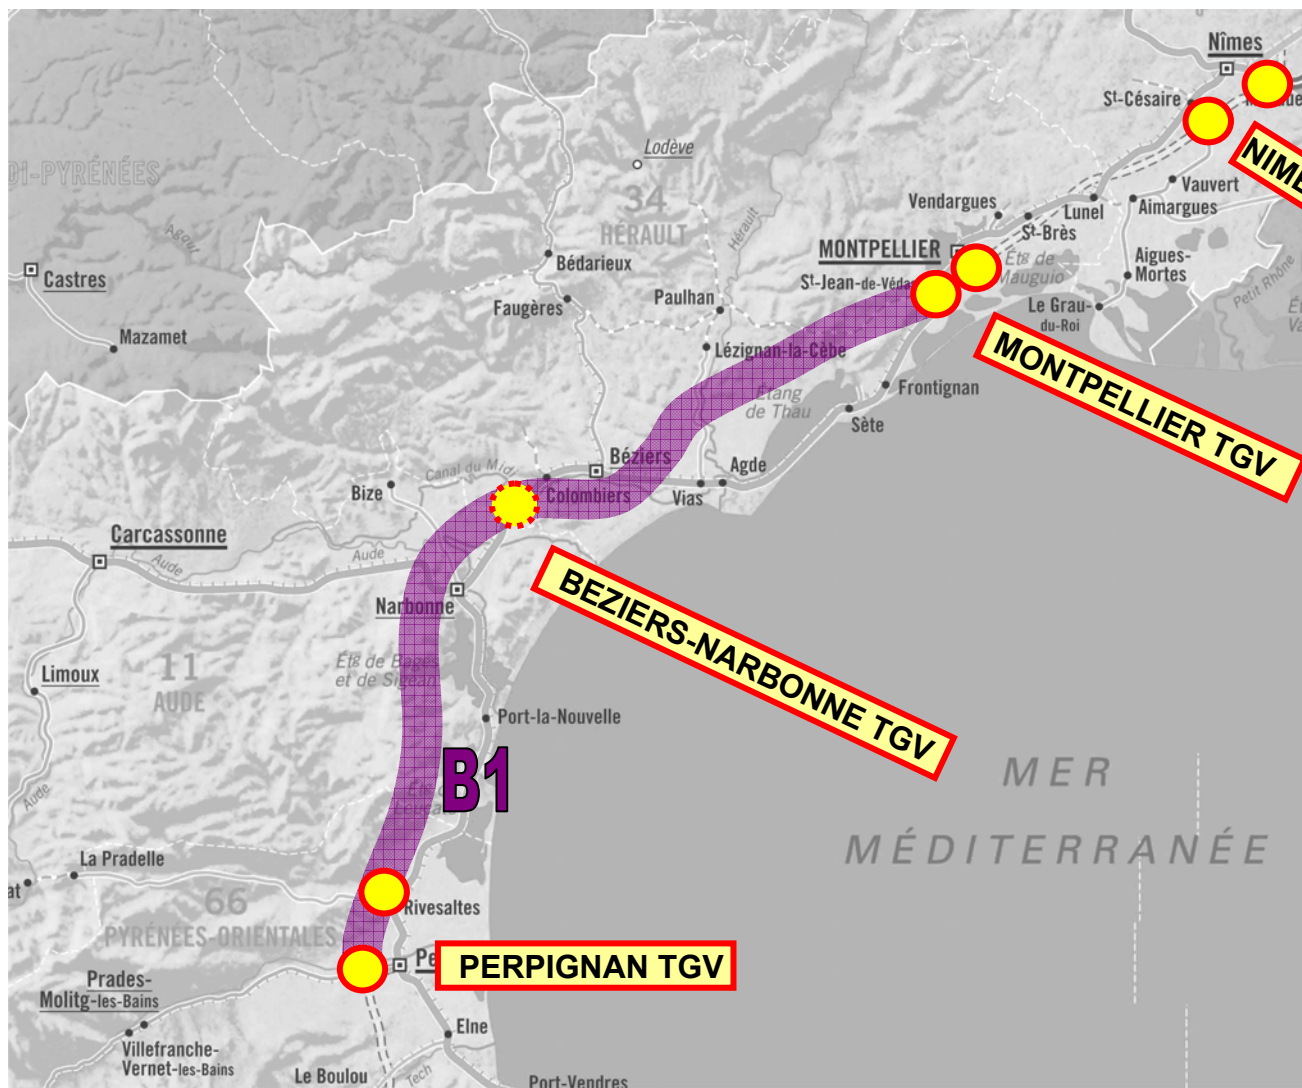 Nîmes
St-Césaire
NIME
DI-PYRÉNÉES
Lodève
34
HÉRAULT
Hérault
Vendargues
Lunel
Vauvert
Aimargues
St-Brès
Agout
Castres
Bédarieux
MONTPELLIER
Étg de
Mauguio
Aigues-
Mortes
Petit Rhône
St-Jean-de-Véda
Paulhan
Faugères
Le Grau-
du-Roi
Mazamet
Lézignan-la-Cèbe
MONTPELLIER TGV
Étang
de Thau
Frontignan
Sète
Béziers
Canal du Midi
Agde
Bize
Colombiers
Vias
Carcassonne
Aude
Aude
BEZIERS-NARBONNE TGV
Narbonne
Étg de Bages
et de Sigean
11
AUDE
Limoux
Port-la-Nouvelle
B1
MER
MÉDITERRANÉE
Aude
La Pradelle
at
66
PYRÉNÉES-ORIENTALES
Rivesaltes
Pe
PERPIGNAN TGV
Prades-
Molitg-les-Bains
Elne
Villefranche-
Vernet-les-Bains
Le Boulou
Tech
Port-Vendres